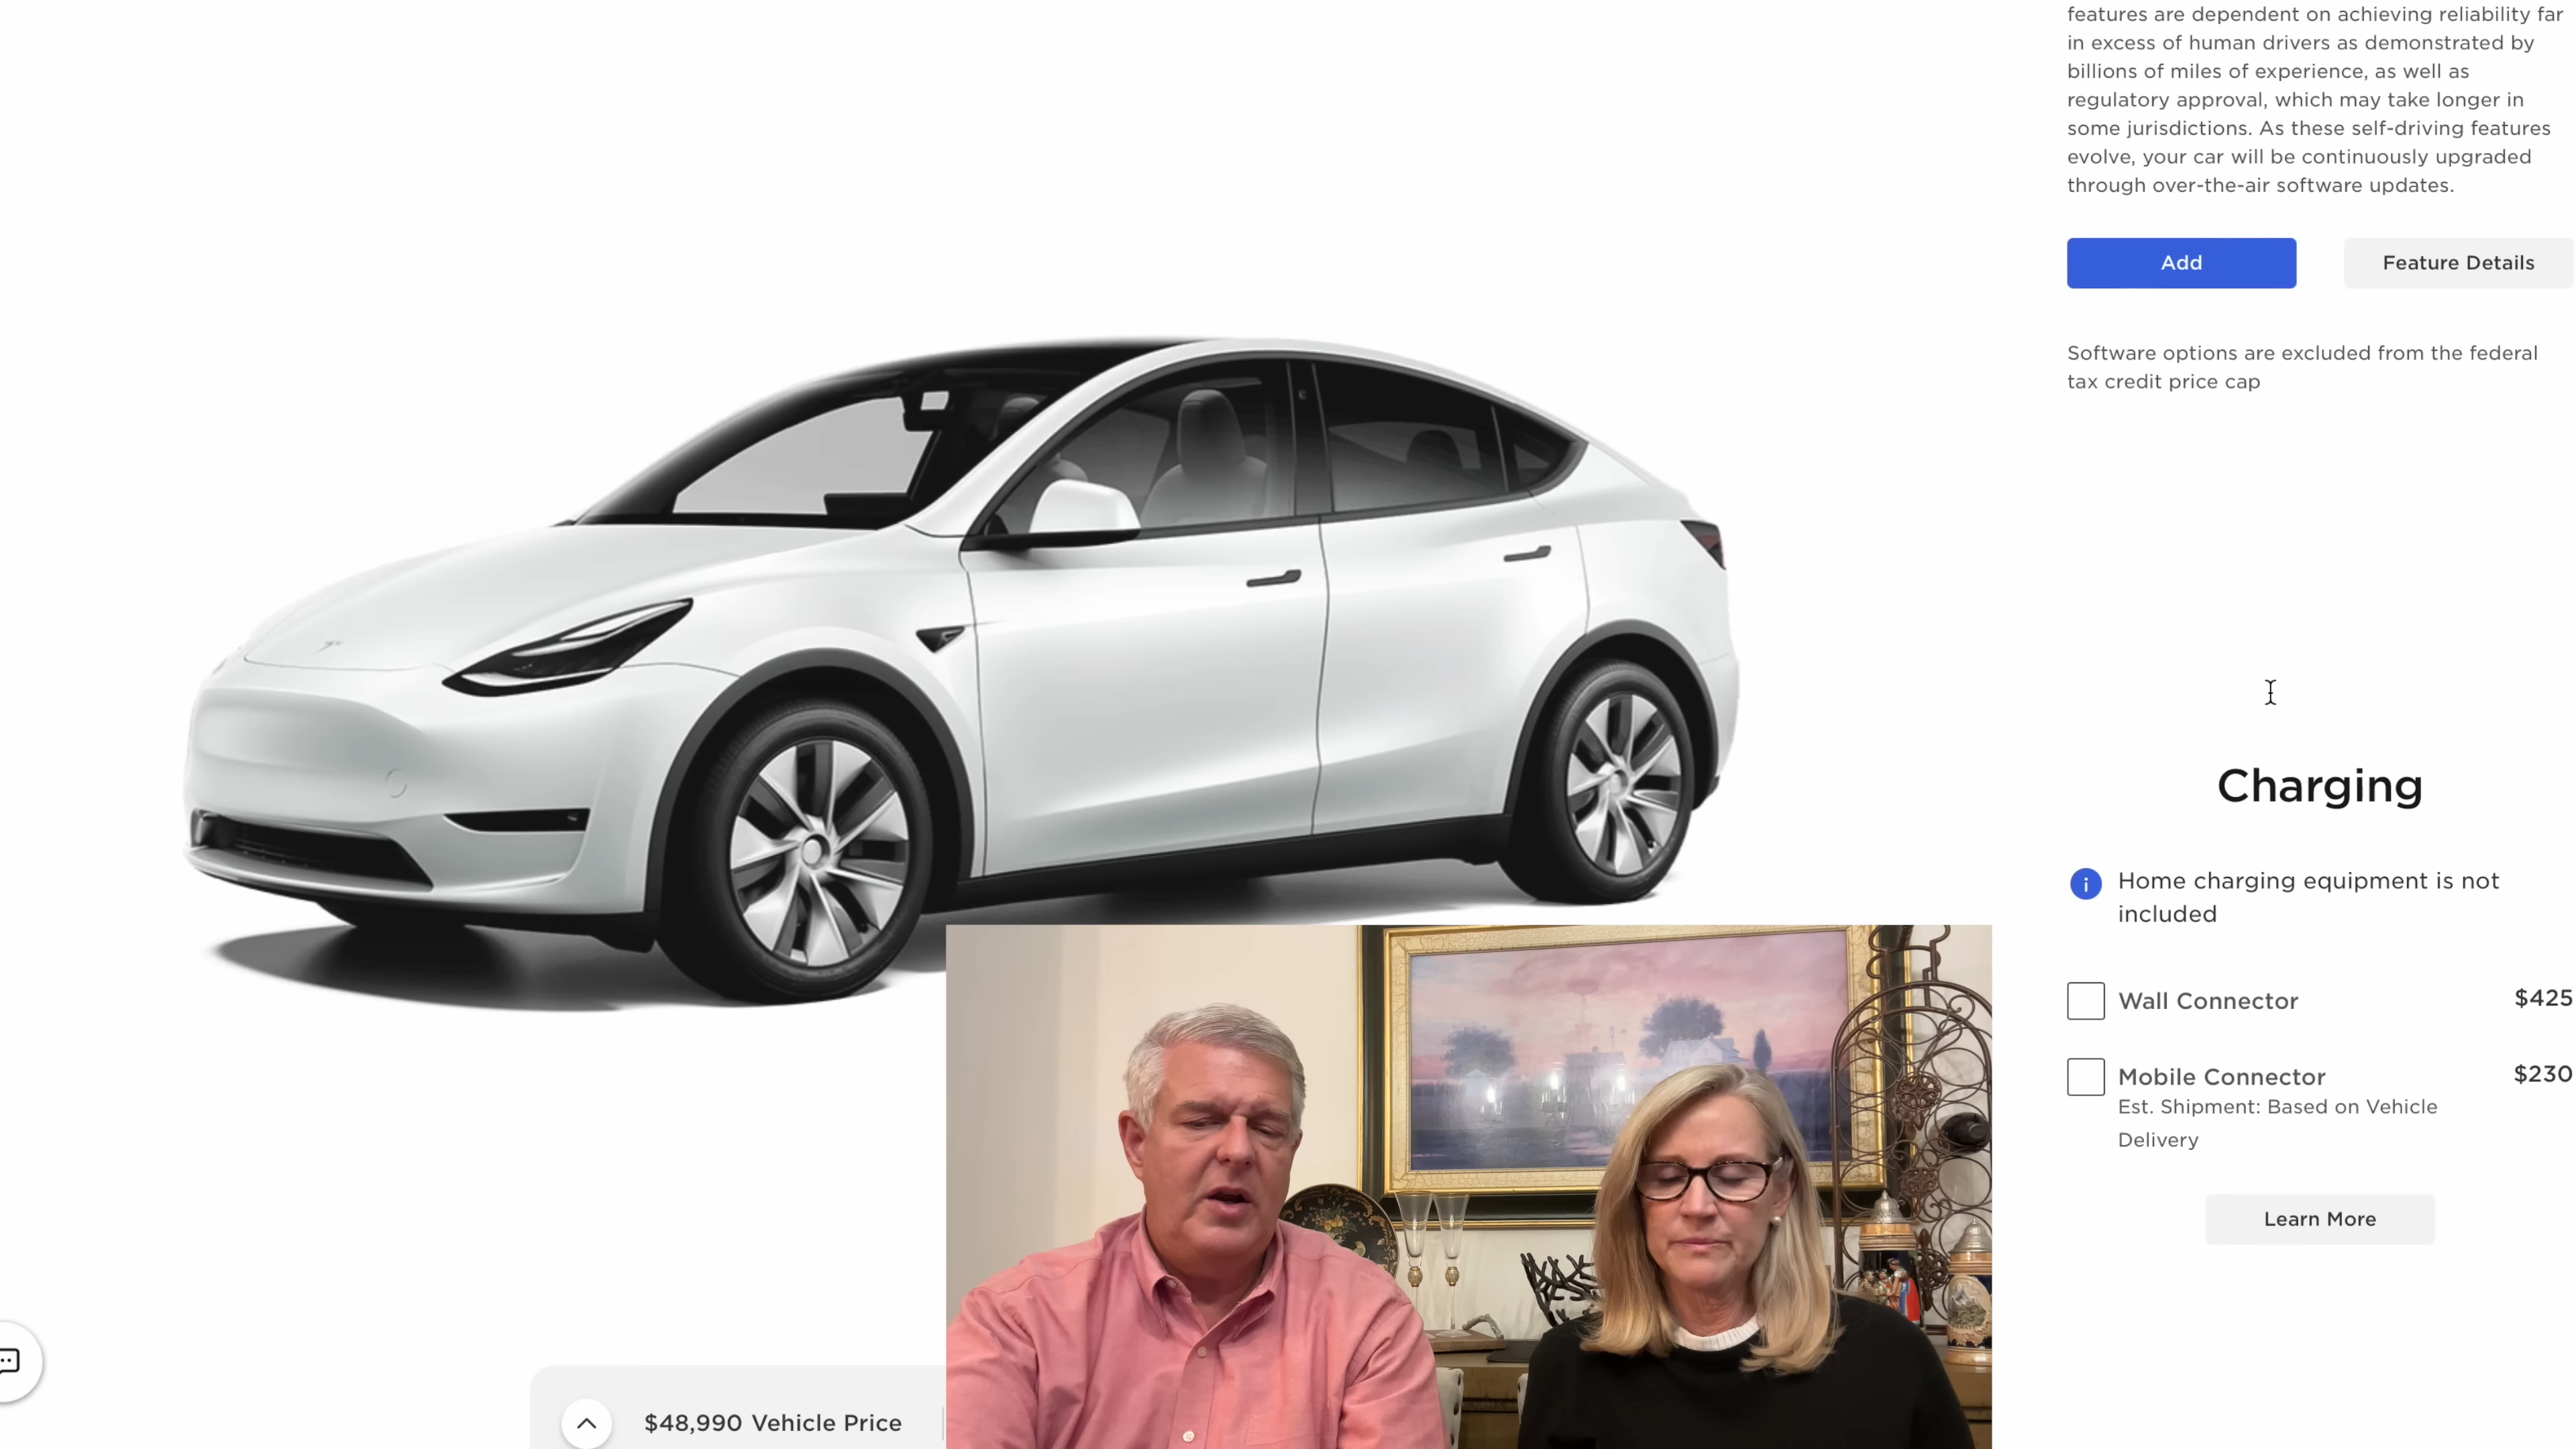 features are dependent on achieving reliability far
in excess of human drivers as demonstrated by
billions of miles of experience, as well as
regulatory approval, which may take longer in
some jurisdictions. As these self-driving features
evolve, your car will be continuously upgraded
through over-the-air software updates.
Add
Feature Details
Software options are excluded from the federal
tax credit price cap
Charging
Home charging equipment is not
included
Wall Connector $425
Mobile Connector $230
Est. Shipment: Based on Vehicle
Delivery
Learn More
$48,990 Vehicle Price